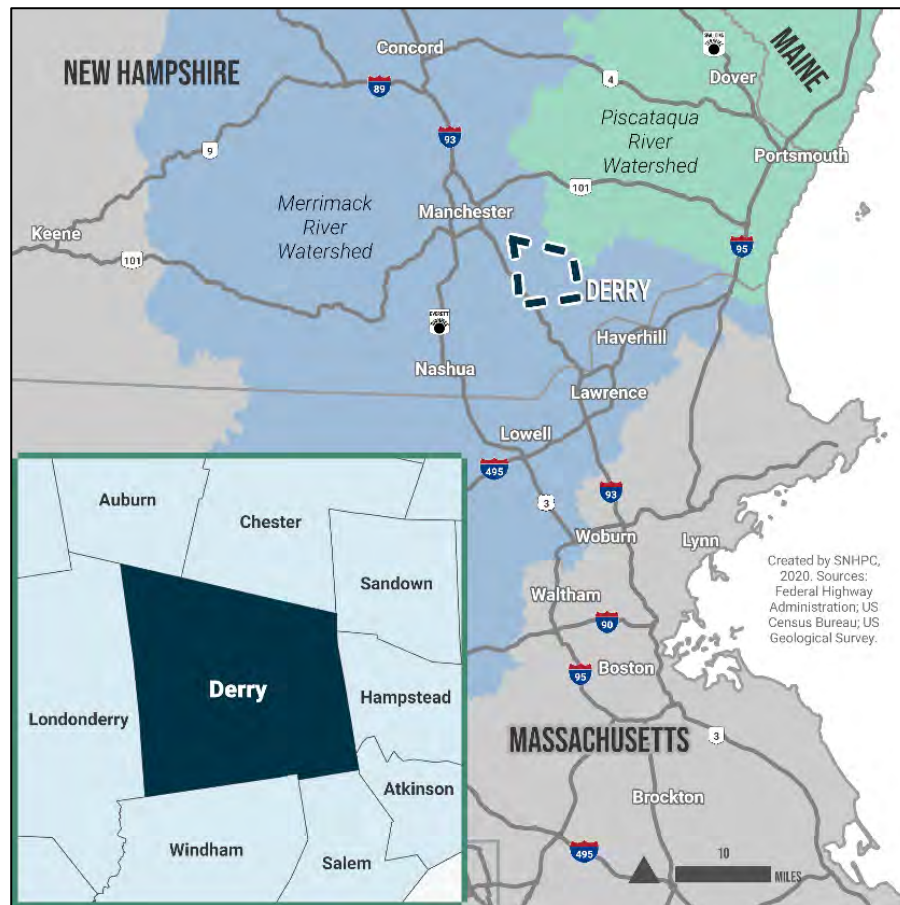 Concord
NEW HAMPSHIRE
MAINE
Dover
89
4
93
Piscataqua
River
Watershed
9
Portsmouth
101
Merrimack
River
Watershed
Manchester
Keene
101
95
DERRY
EVERETT
Haverhill
Nashua
Lawrence
Lowell
495
93
3
Woburn
Lynn
Waltham
Created by SNHPC,
2020. Sources:
Federal Highway
Administration; US
Census Bureau; US
Geological Survey.
90
Boston
95
MASSACHUSETTS
3
Brockton
495
10
MILES
Auburn
Chester
Sandown
Derry
Hampstead
Londonderry
Atkinson
Windham
Salem